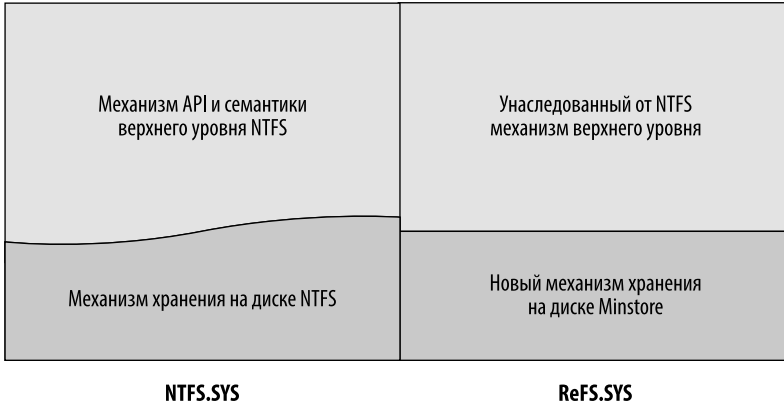 Механизм API и семантики
верхнего уровня NTFS
Унаследованный от NTFS
механизм верхнего уровня
Механизм хранения на диске NTFS
Новый механизм хранения
на диске Minstore
NTFS.SYS
ReFS.SYS